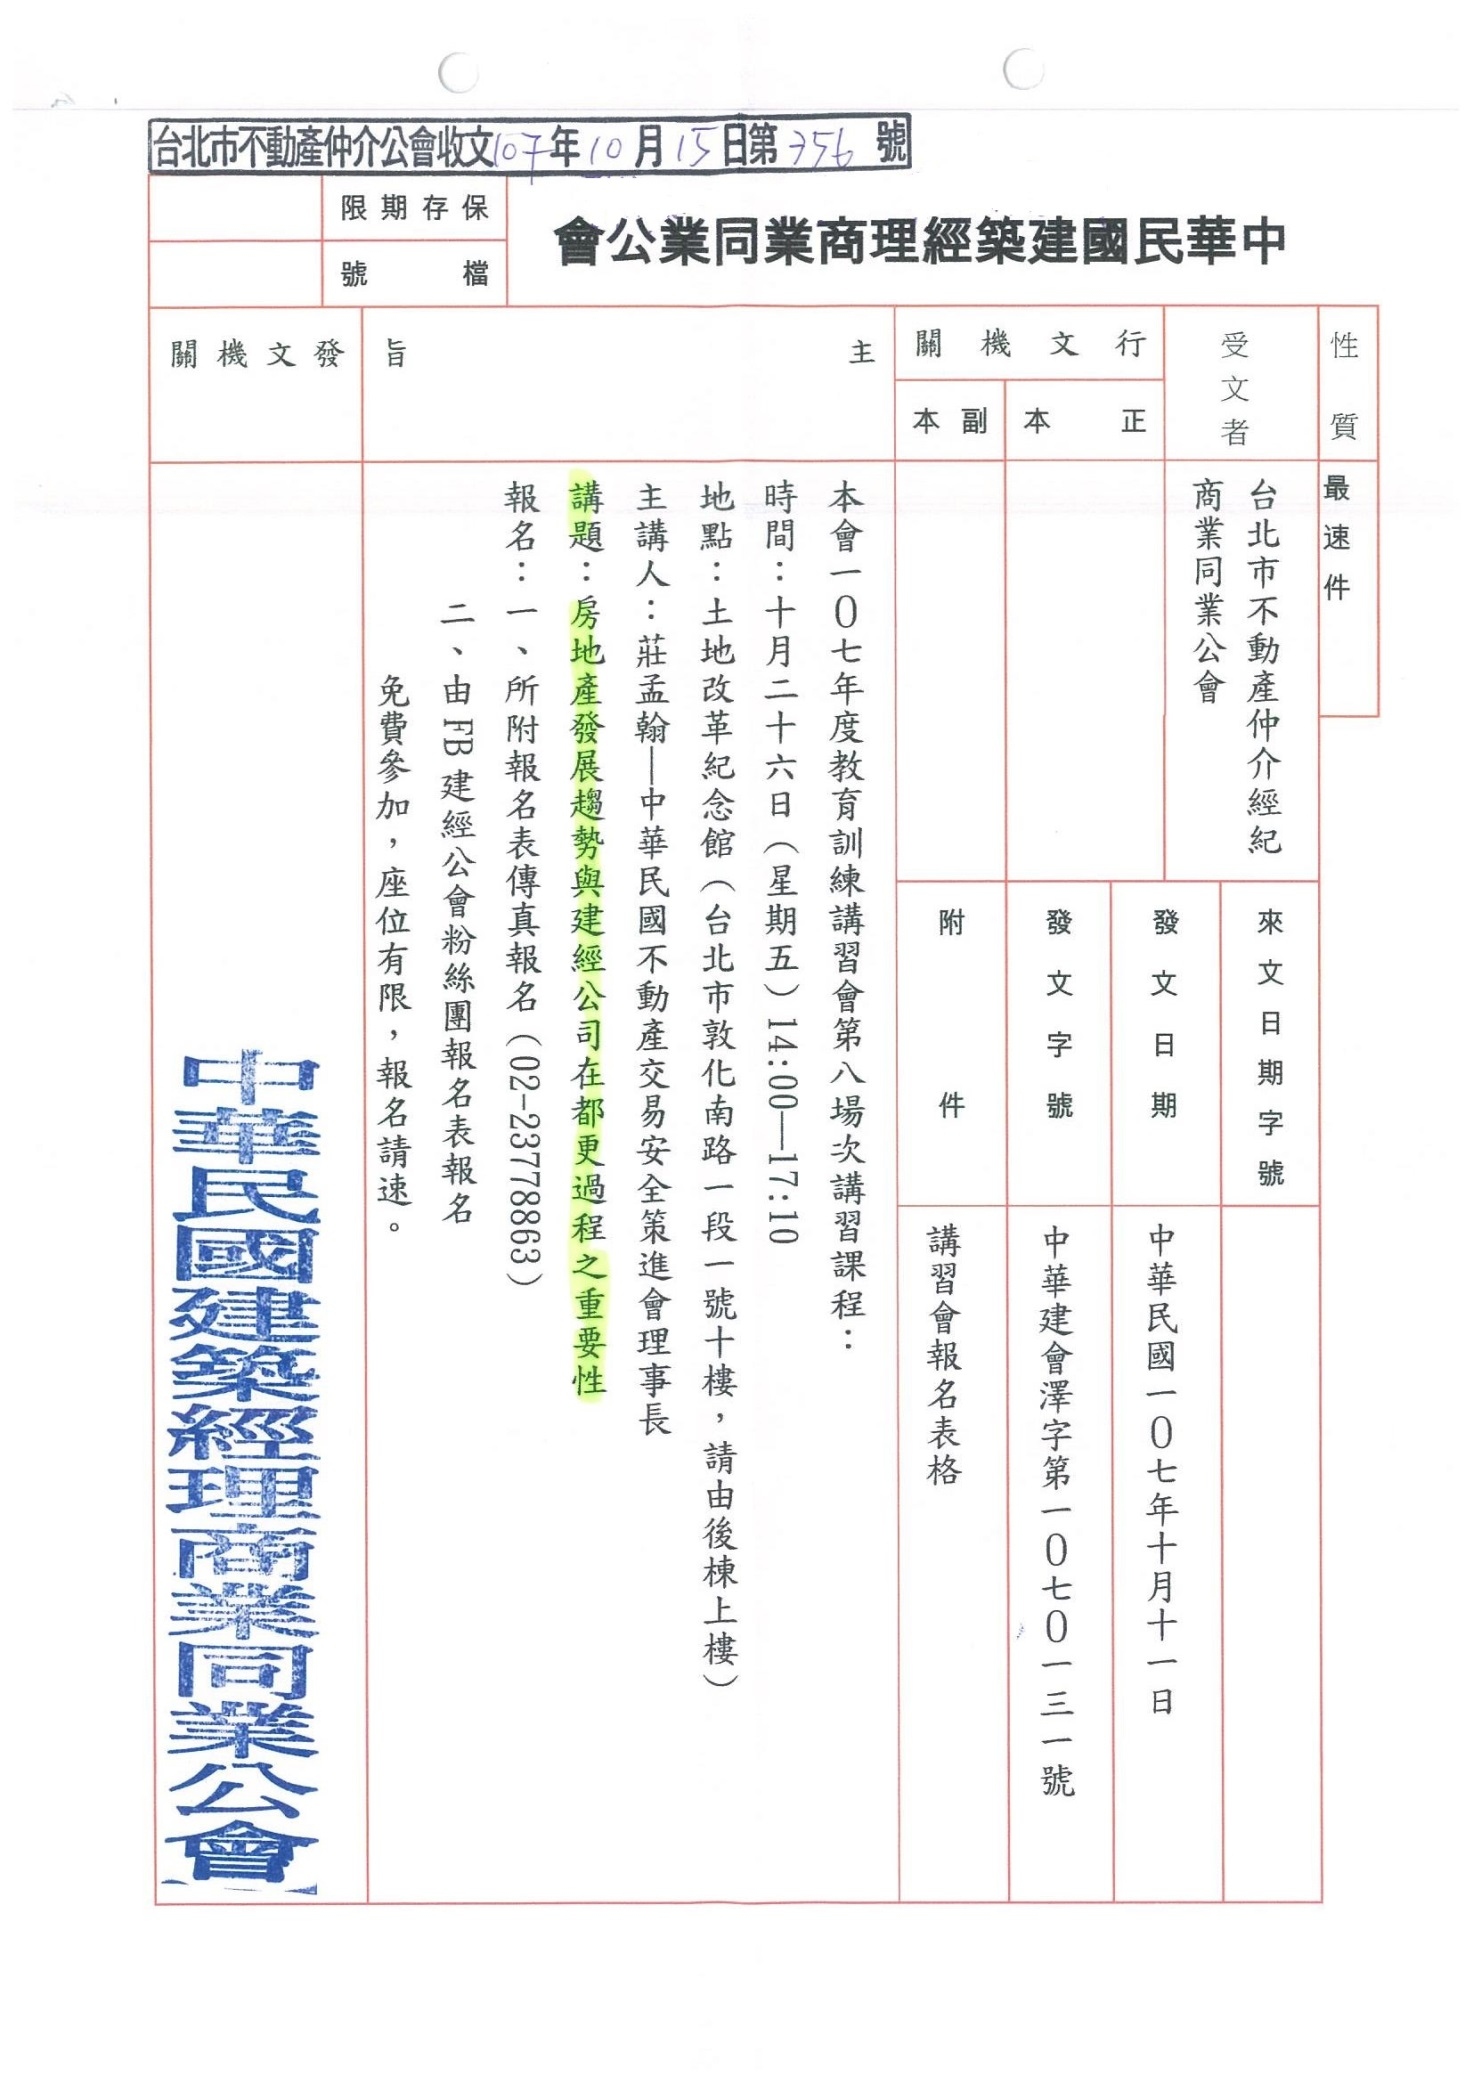 台北市不動產仲介公會收文107年10月15日第356號
中華民國建築經理商業同業公會
保存期限
檔號
性質
最速件
受文者
台北市不動產仲介經紀
商業同業公會
行文機關
正本
副本
來文日期字號
發文日期
中華民國一0七年十月十一日
發文字號
中華建會澤字第一0七0一三一號
附件
講習會報名表格
主旨
本會一0七年度教育訓練講習會第八場次講習課程：
時間：十月二十六日（星期五）14:00—17:10
地點：土地改革紀念館（台北市敦化南路一段一號十樓，請由後棟上樓）
主講人：莊孟翰—中華民國不動產交易安全策進會理事長
講題：房地產發展趨勢與建經公司在都更過程之重要性
報名：一、所附報名表傳真報名（02-23778863）
二、由FB建經公會粉絲團報名表報名
免費參加，座位有限，報名請速。
發文機關
中華民國建築經理商業同業公會